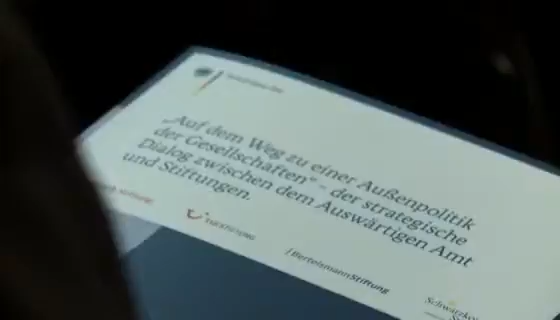 „Auf dem Weg zu einer Außenpolitik
der Gesellschaften“ – der strategische
Dialog zwischen dem Auswärtigen Amt
und Stiftungen.
BertelsmannStiftung